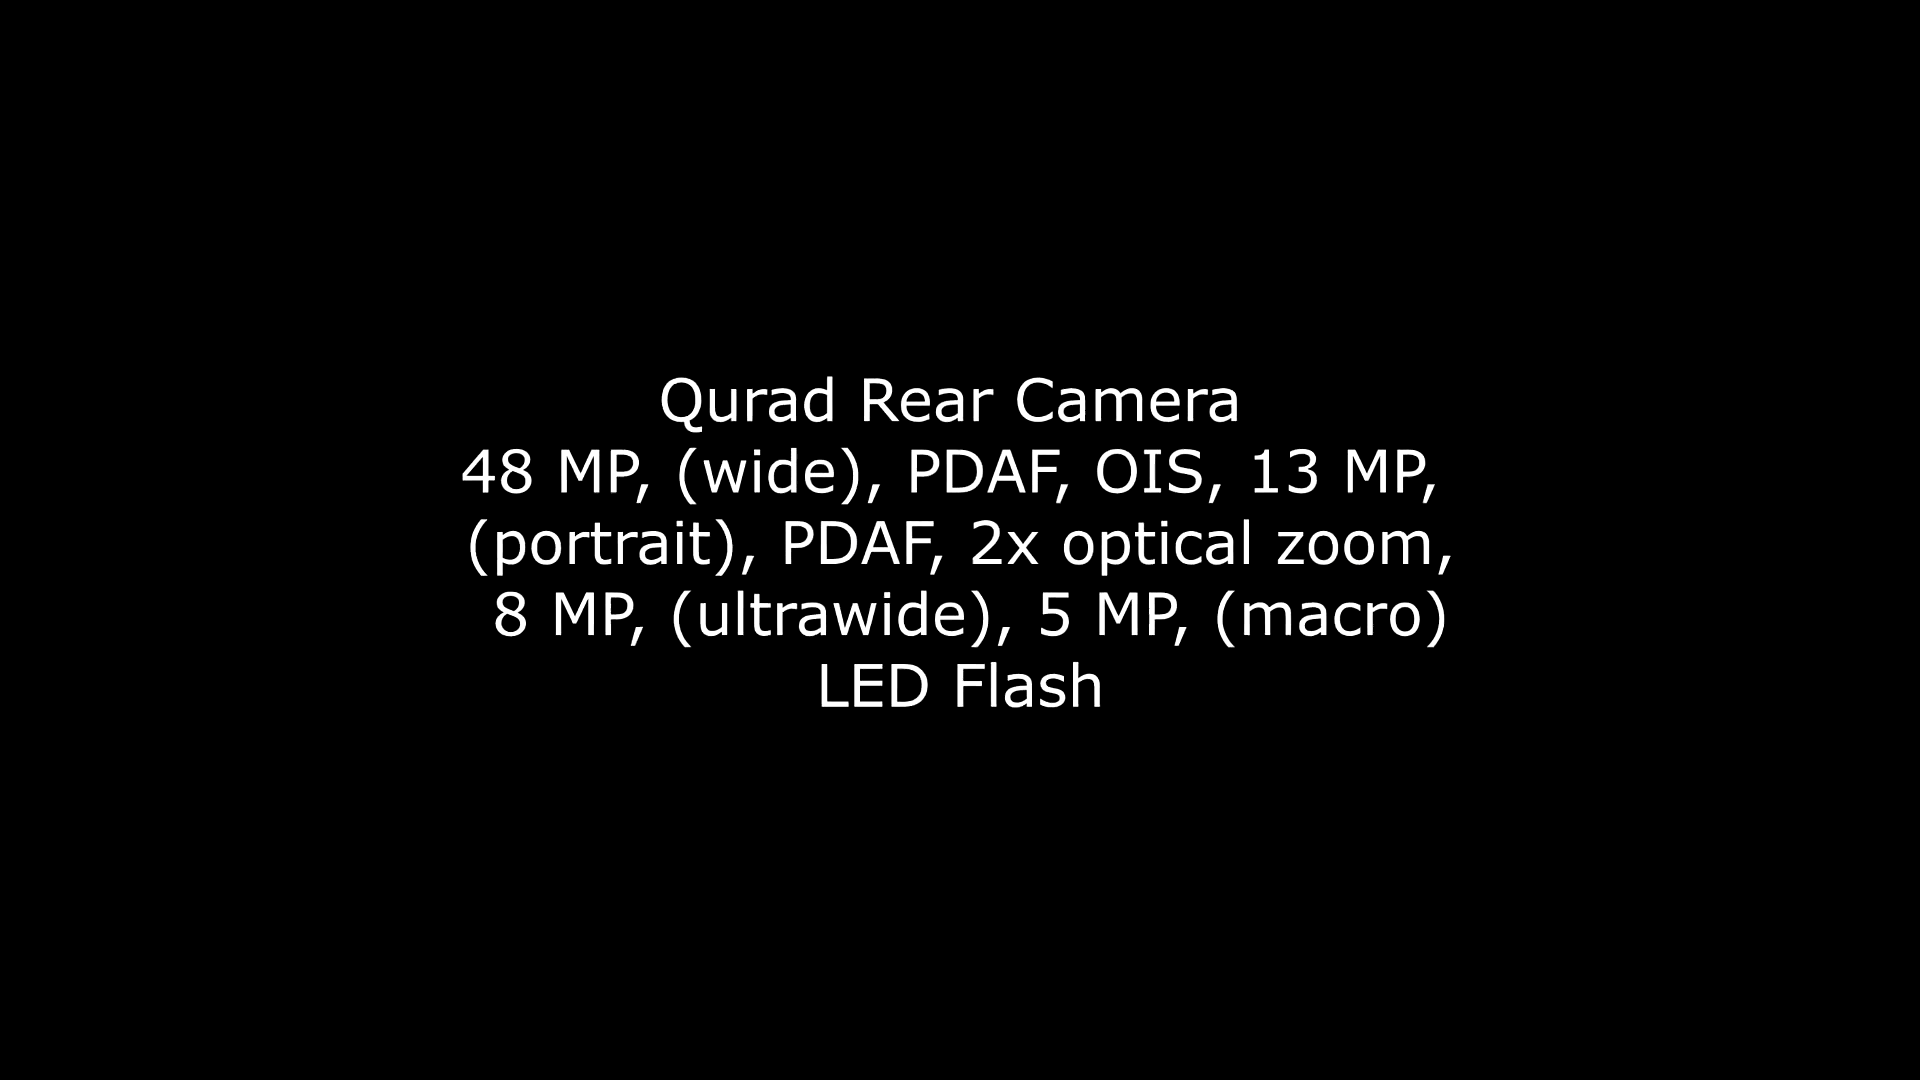 Qurad Rear Camera
48 MP, (wide), PDAF, OIS, 13 MP,
(portrait), PDAF, 2x optical zoom,
8 MP, (ultrawide), 5 MP, (macro)
LED Flash